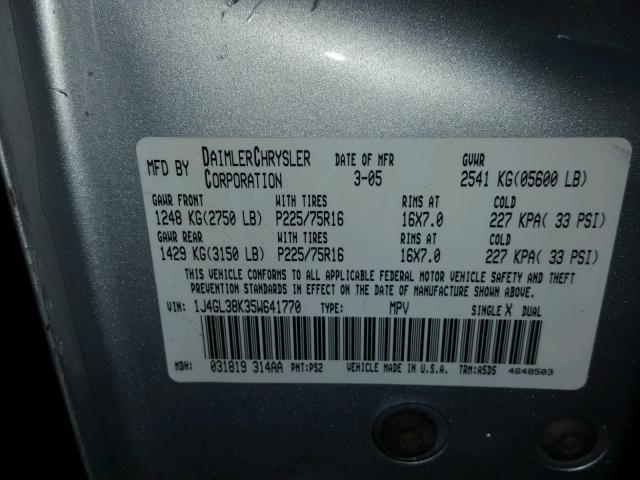 MFD BY DAIMLERCHRYSLER CORPORATION DATE OF MFR 3-05 GVWR 2541 KG(05600 LB)
GAWR FRONT WITH TIRES RIMS AT COLD
1248 KG(2750 LB) P225/75R16 16X7.0 227 KPA( 33 PSI)
GAWR REAR WITH TIRES RIMS AT COLD
1429 KG(3150 LB) P225/75R16 16X7.0 227 KPA( 33 PSI)
THIS VEHICLE CONFORMS TO ALL APPLICABLE FEDERAL MOTOR VEHICLE SAFETY AND THEFT
PREVENTION STANDARDS IN EFFECT ON THE DATE OF MANUFACTURE SHOWN ABOVE.
VIN: 1J4GL38K35W641770 TYPE: MPV SINGLE X DUAL
MDH: 031819 314AA PNT:PS2 VEHICLE MADE IN U.S.A. TRM:A5D5 4648503